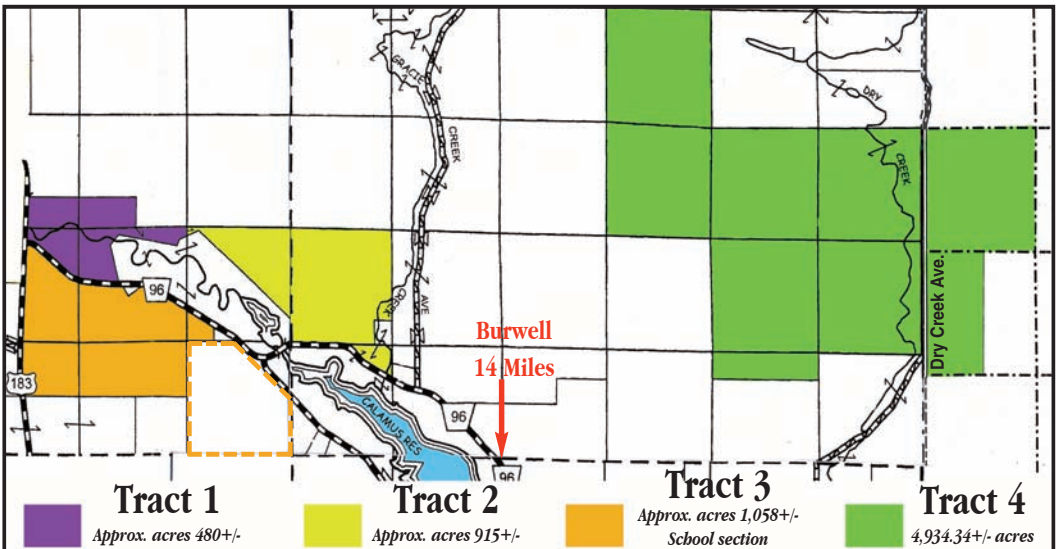 GRACIE
CREEK
DRY
CREEK
CREEK
AVE
Dry Creek Ave.
96
Burwell
14 Miles
183
CALAMUS RES
96
96
Tract 1
Approx. acres 480+/-
Tract 2
Approx. acres 915+/-
Tract 3
Approx. acres 1,058+/-
School section
Tract 4
4,934.34+/- acres